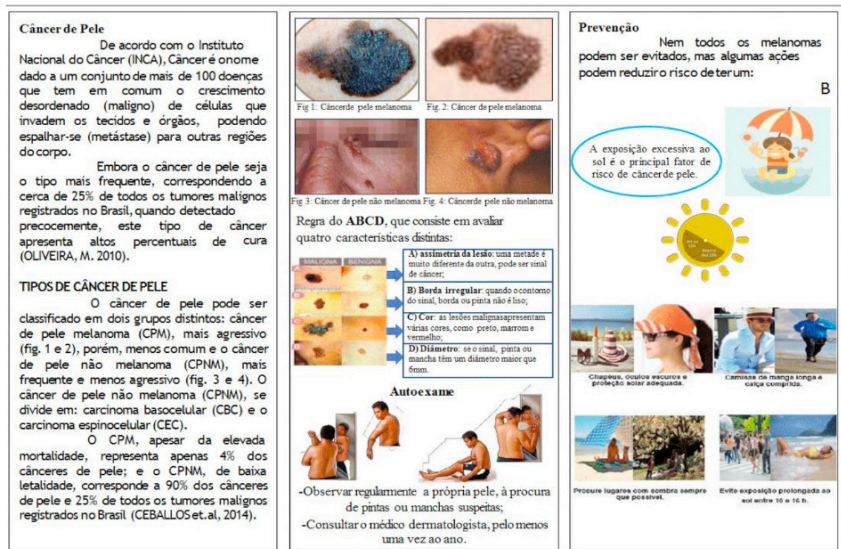 Câncer de Pele
De acordo com o Instituto
Nacional do Câncer (INCA), Câncer é o nome
dado a um conjunto de mais de 100 doenças
que tem em comum o crescimento
desordenado (maligno) de células que
invadem os tecidos e órgãos, podendo
espalhar-se (metástase) para outras regiões
do corpo.
Embora o câncer de pele seja
o tipo mais frequente, correspondendo a
cerca de 25% de todos os tumores malignos
registrados no Brasil, quando detectado
precocemente, este tipo de câncer
apresenta altos percentuais de cura
(OLIVEIRA, M. 2010).
TIPOS DE CÂNCER DE PELE
O câncer de pele pode ser
classificado em dois grupos distintos: câncer
de pele melanoma (CPM), mais agressivo
(fig. 1 e 2), porém, menos comum e o câncer
de pele não melanoma (CPNM), mais
frequente e menos agressivo (fig. 3 e 4). O
câncer de pele não melanoma (CPNM), se
divide em: carcinoma basocelular (CBC) e o
carcinoma espinocelular (CEC).
O CPM, apesar da elevada
mortalidade, representa apenas 4% dos
cânceres de pele; e o CPNM, de baixa
letalidade, corresponde a 90% dos cânceres
de pele e 25% de todos os tumores malignos
registrados no Brasil (CEBALLOS et.al, 2014).
Fig 1: Câncer de pele melanoma
Fig. 2: Câncer de pele melanoma
Fig 3: Câncer de pele não melanoma
Fig. 4: Câncer de pele não melanoma
Regra do ABCD, que consiste em avaliar
quatro características distintas:
MALIGNA BENIGNA
A
B
C
A) assimetria da lesão: uma metade é
muito diferente da outra, pode ser sinal
de câncer;
B) Borda irregular: quando o contorno
do sinal, borda ou pinta não é liso;
C) Cor: as lesões malignas apresentam
várias cores, como preto, marrom e
vermelho;
D) Diâmetro: se o sinal, pinta ou
mancha têm um diâmetro maior que
6mm.
Autoexame
-Observar regularmente a própria pele, à procura
de pintas ou manchas suspeitas;
-Consultar o médico dermatologista, pelo menos
uma vez ao ano.
Prevenção
Nem todos os melanomas
podem ser evitados, mas algumas ações
podem reduzir o risco de ter um:
B
A exposição excessiva ao
sol é o principal fator de
risco de câncer de pele.
Chapéus, óculos escuros e
proteção solar adequada.
Camisas de manga longa e
calça comprida.
Procure lugares com sombra sempre
que possível.
Evite exposição prolongada ao
sol entre 10 e 16 h.